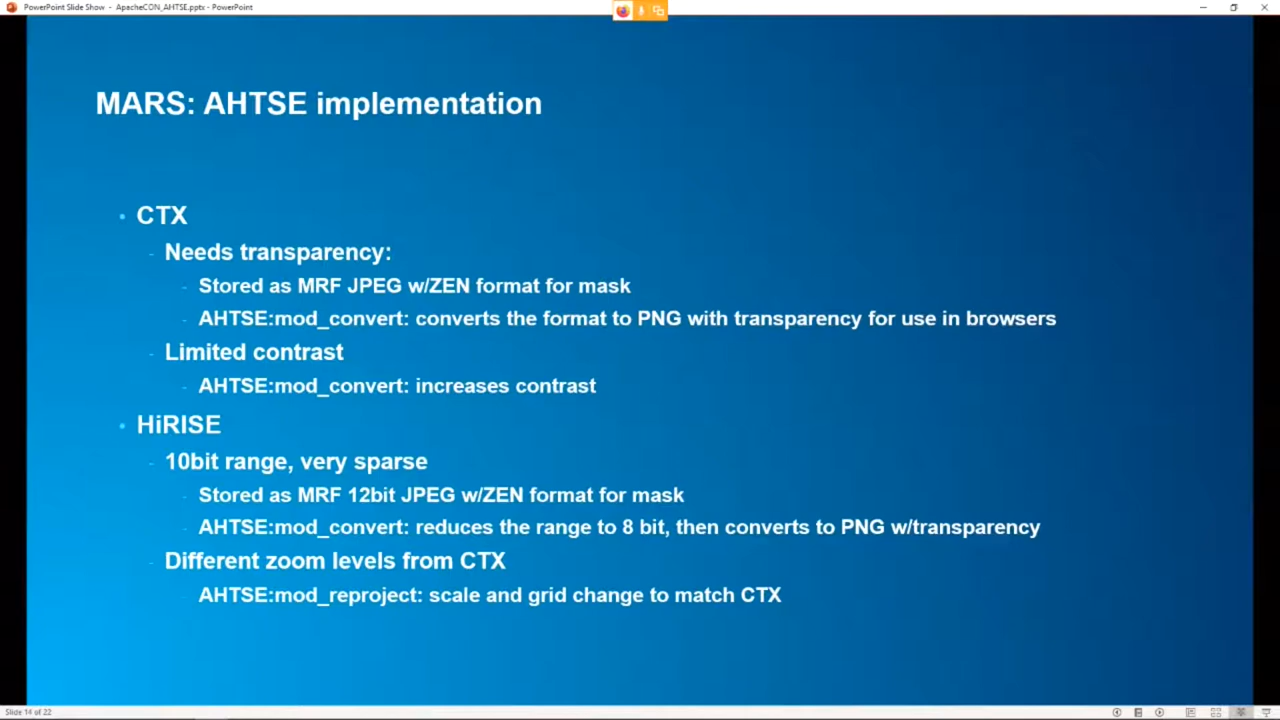 PowerPoint Slide Show - ApacheCON_AHTSE.pptx - PowerPoint
MARS: AHTSE implementation
• CTX
- Needs transparency:
- Stored as MRF JPEG w/ZEN format for mask
- AHTSE:mod_convert: converts the format to PNG with transparency for use in browsers
- Limited contrast
- AHTSE:mod_convert: increases contrast
• HiRISE
- 10bit range, very sparse
- Stored as MRF 12bit JPEG w/ZEN format for mask
- AHTSE:mod_convert: reduces the range to 8 bit, then converts to PNG w/transparency
- Different zoom levels from CTX
- AHTSE:mod_reproject: scale and grid change to match CTX
Slide 14 of 22